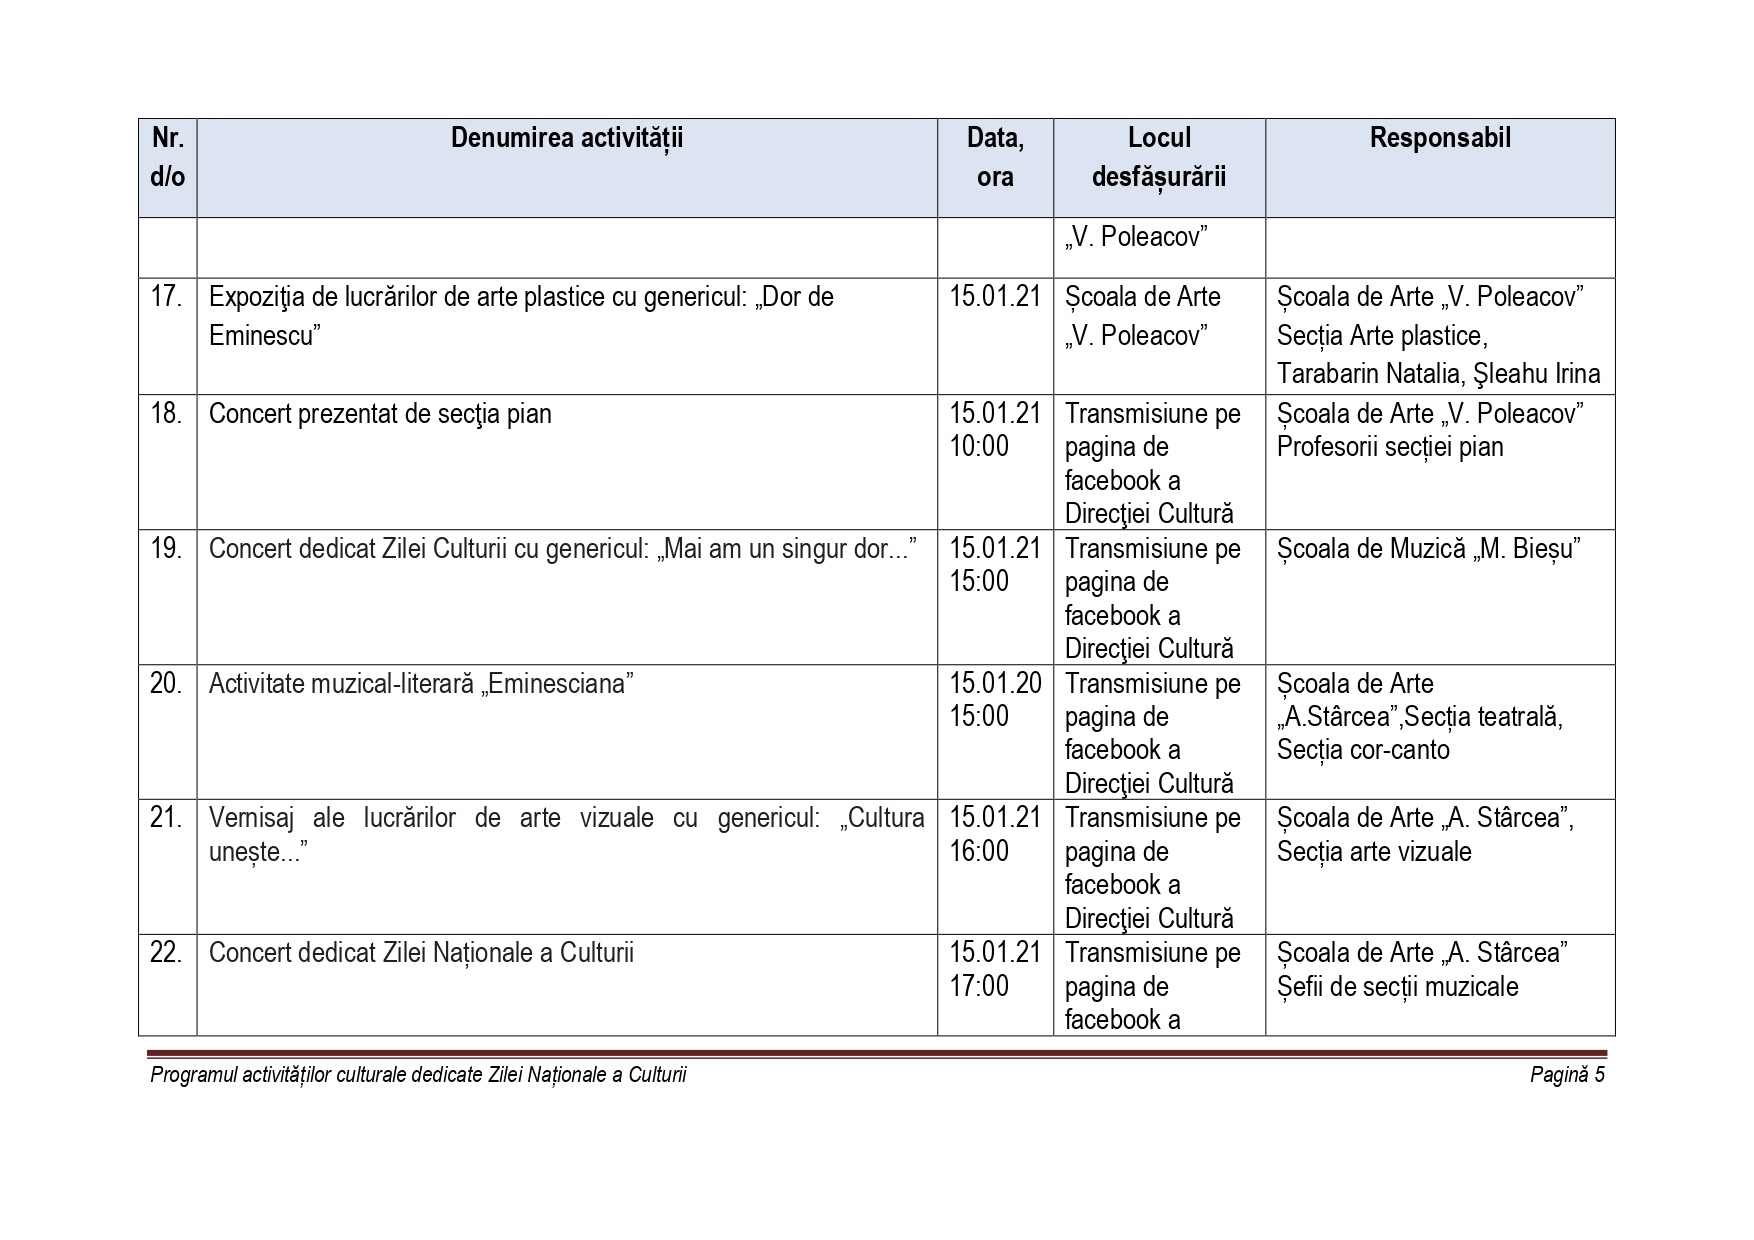 Nr. d/o
Denumirea activității
Data, ora
Locul desfășurării
Responsabil
„V. Poleacov”
17.
Expoziţia de lucrărilor de arte plastice cu genericul: „Dor de
Eminescu”
15.01.21
Școala de Arte
„V. Poleacov”
Școala de Arte „V. Poleacov”
Secția Arte plastice,
Tarabarin Natalia, Şleahu Irina
18.
Concert prezentat de secţia pian
15.01.21
10:00
Transmisiune pe
pagina de
facebook a
Direcţiei Cultură
Școala de Arte „V. Poleacov”
Profesorii secției pian
19.
Concert dedicat Zilei Culturii cu genericul: „Mai am un singur dor...”
15.01.21
15:00
Transmisiune pe
pagina de
facebook a
Direcţiei Cultură
Școala de Muzică „M. Bieșu”
20.
Activitate muzical-literară „Eminesciana”
15.01.20
15:00
Transmisiune pe
pagina de
facebook a
Direcţiei Cultură
Școala de Arte
„A.Stârcea”,Secția teatrală,
Secția cor-canto
21.
Vernisaj ale lucrărilor de arte vizuale cu genericul: „Cultura
unește...”
15.01.21
16:00
Transmisiune pe
pagina de
facebook a
Direcţiei Cultură
Școala de Arte „A. Stârcea”,
Secția arte vizuale
22.
Concert dedicat Zilei Naționale a Culturii
15.01.21
17:00
Transmisiune pe
pagina de
facebook a
Școala de Arte „A. Stârcea”
Șefii de secții muzicale
Programul activităților culturale dedicate Zilei Naționale a Culturii
Pagină 5